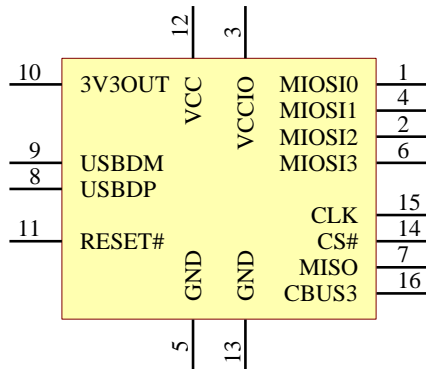 12
3
10 3V3OUT VCC VCCIO MIOSI0 1
MIOSI1 4
MIOSI2 2
9 USBDM MIOSI3 6
8 USBDP
CLK 15
11 RESET# CS# 14
GND GND MISO 7
CBUS3 16
5
13